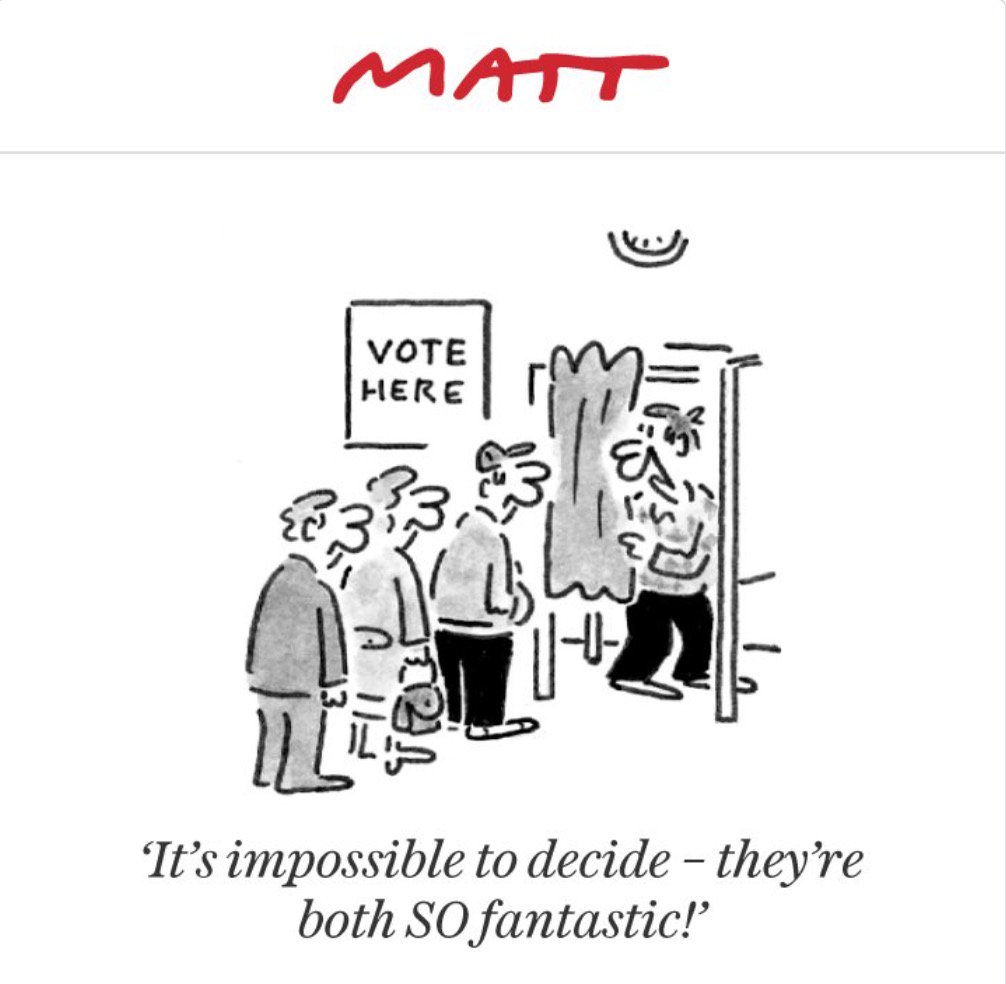 MATT
VOTE
HERE
‘It’s impossible to decide – they’re
both SO fantastic!’